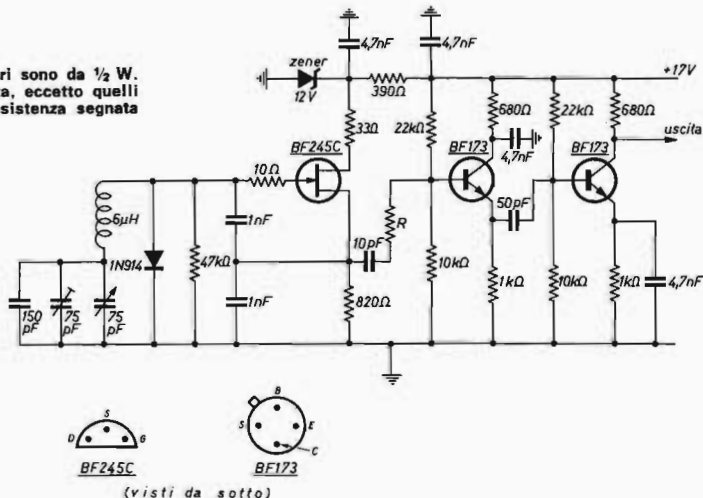 ri sono da ½ W.
ta, eccetto quelli
sistenza segnata
4,7nF
4,7nF
zener
12V
390Ω
+17V
33Ω
22kΩ
680Ω
22kΩ
680Ω
uscita
BF245C
BF173
4,7nF
BF173
10Ω
6μH
1N914
47kΩ
1nF
10pF
R
50pF
1nF
820Ω
10kΩ
1kΩ
10kΩ
1kΩ
4,7nF
150 pF
75 pF
75 pF
D S G
BF245C
B
S E
C
BF173
(visti da sotto)